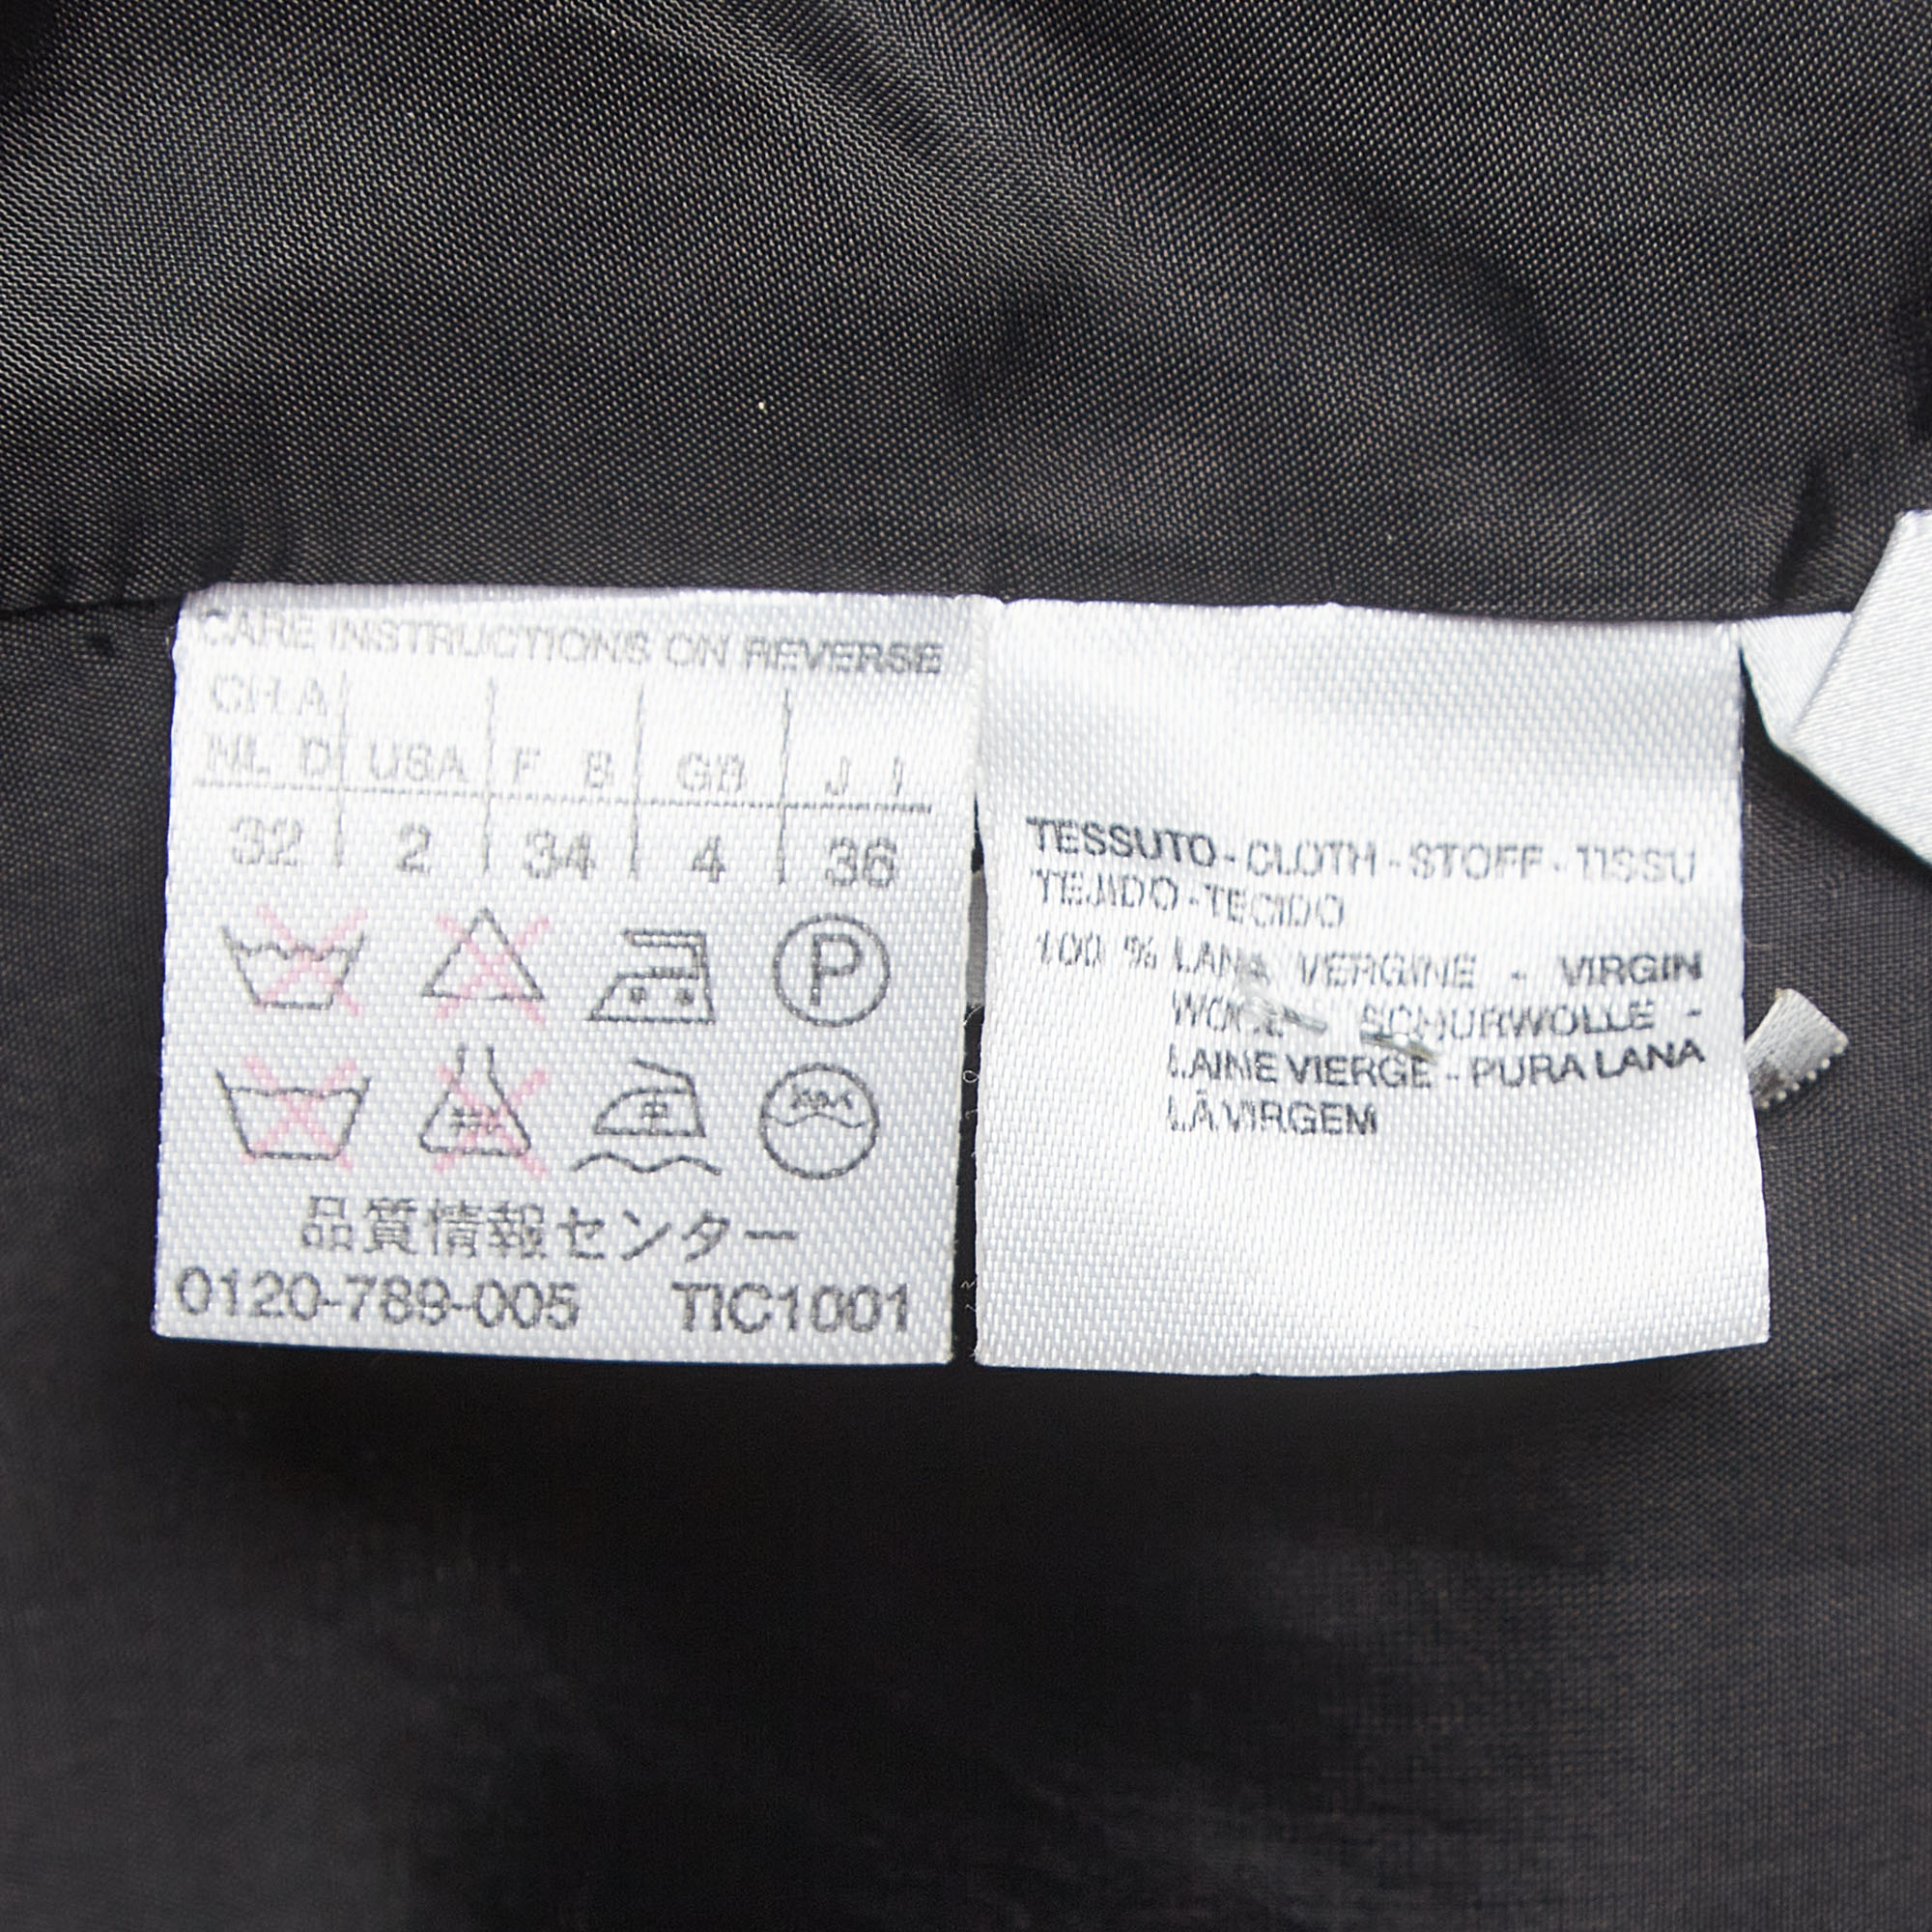 CARE INSTRUCTIONS ON REVERSE
CH A
NL D USA F B GB J I
32 2 34 4 36
P
中
品質情報センター
0120-789-005 TIC1001
TESSUTO - CLOTH - STOFF - TISSU
TEJIDO - TECIDO
100 % LANA VERGINE - VIRGIN
WOOL - SCHURWOLLE -
LAINE VIERGE - PURA LANA
LÃ VIRGEM